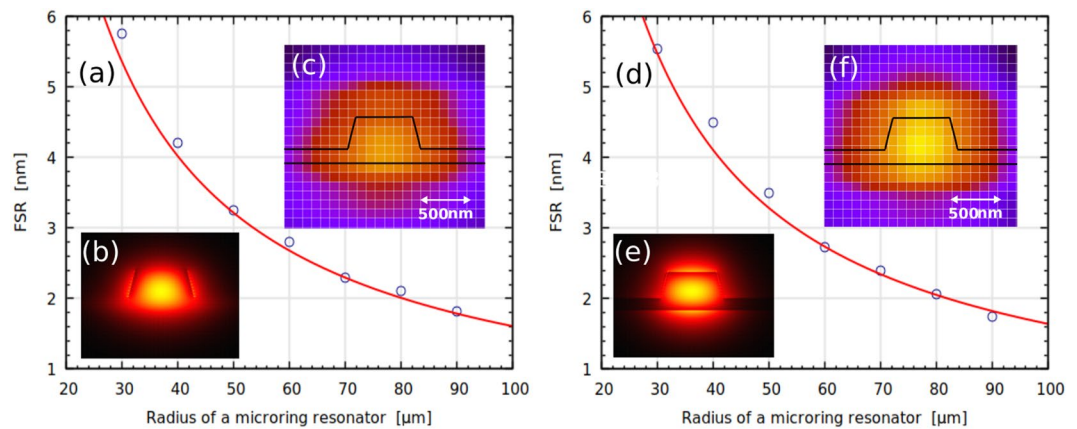 6
5
4
3
2
1
FSR [nm]
20 30 40 50 60 70 80 90 100
Radius of a microring resonator [μm]
(a)
(b)
(c)
500nm
6
5
4
3
2
1
FSR [nm]
20 30 40 50 60 70 80 90 100
Radius of a microring resonator [μm]
(d)
(e)
(f)
500nm